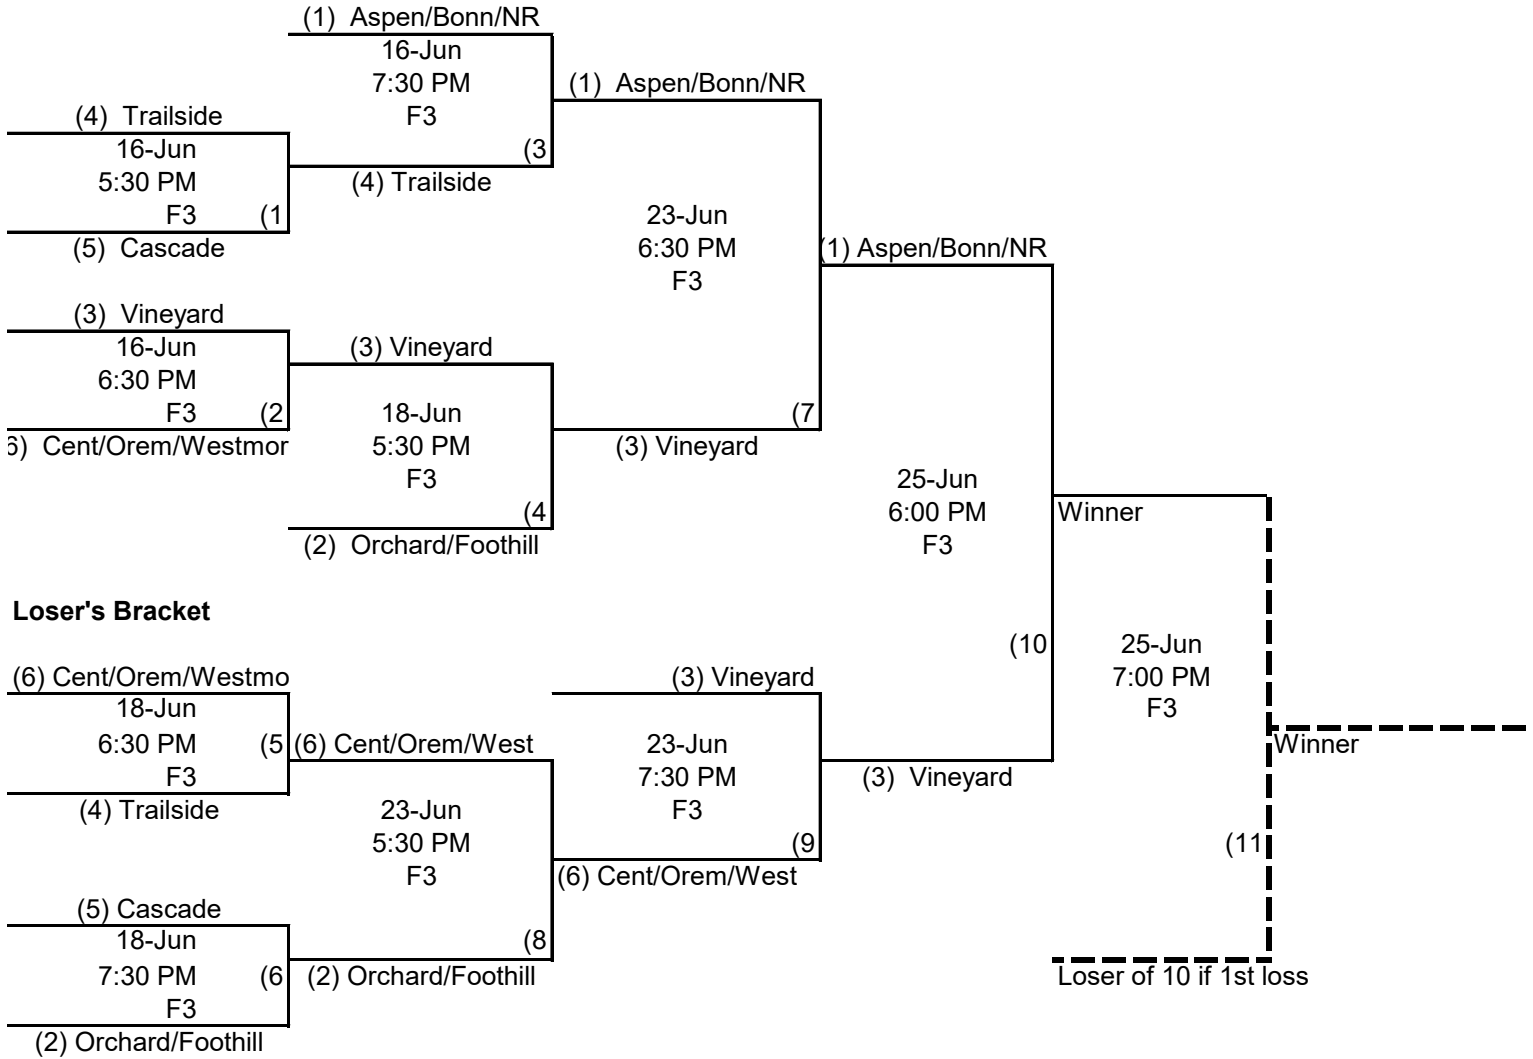 (1)  Aspen/Bonn/NR
16-Jun
7:30 PM
F3
(3
(1)  Aspen/Bonn/NR
(4)  Trailside
16-Jun
5:30 PM
F3
(1
(4) Trailside
(5)  Cascade
23-Jun
6:30 PM
F3
(7
(1) Aspen/Bonn/NR
(3)  Vineyard
16-Jun
6:30 PM
F3
(2
(3) Vineyard
6)  Cent/Orem/Westmor
18-Jun
5:30 PM
F3
(4
(3) Vineyard
(2)  Orchard/Foothill
25-Jun
6:00 PM
F3
(10
Winner
Loser's Bracket
(6) Cent/Orem/Westmo
18-Jun
6:30 PM
F3
(5
(6) Cent/Orem/West
(4) Trailside
23-Jun
5:30 PM
F3
(8
(3) Vineyard
23-Jun
7:30 PM
F3
(9
(3)  Vineyard
(6) Cent/Orem/West
25-Jun
7:00 PM
F3
(11
Winner
(5) Cascade
18-Jun
7:30 PM
F3
(6
(2) Orchard/Foothill
(2) Orchard/Foothill
Loser of 10 if 1st loss